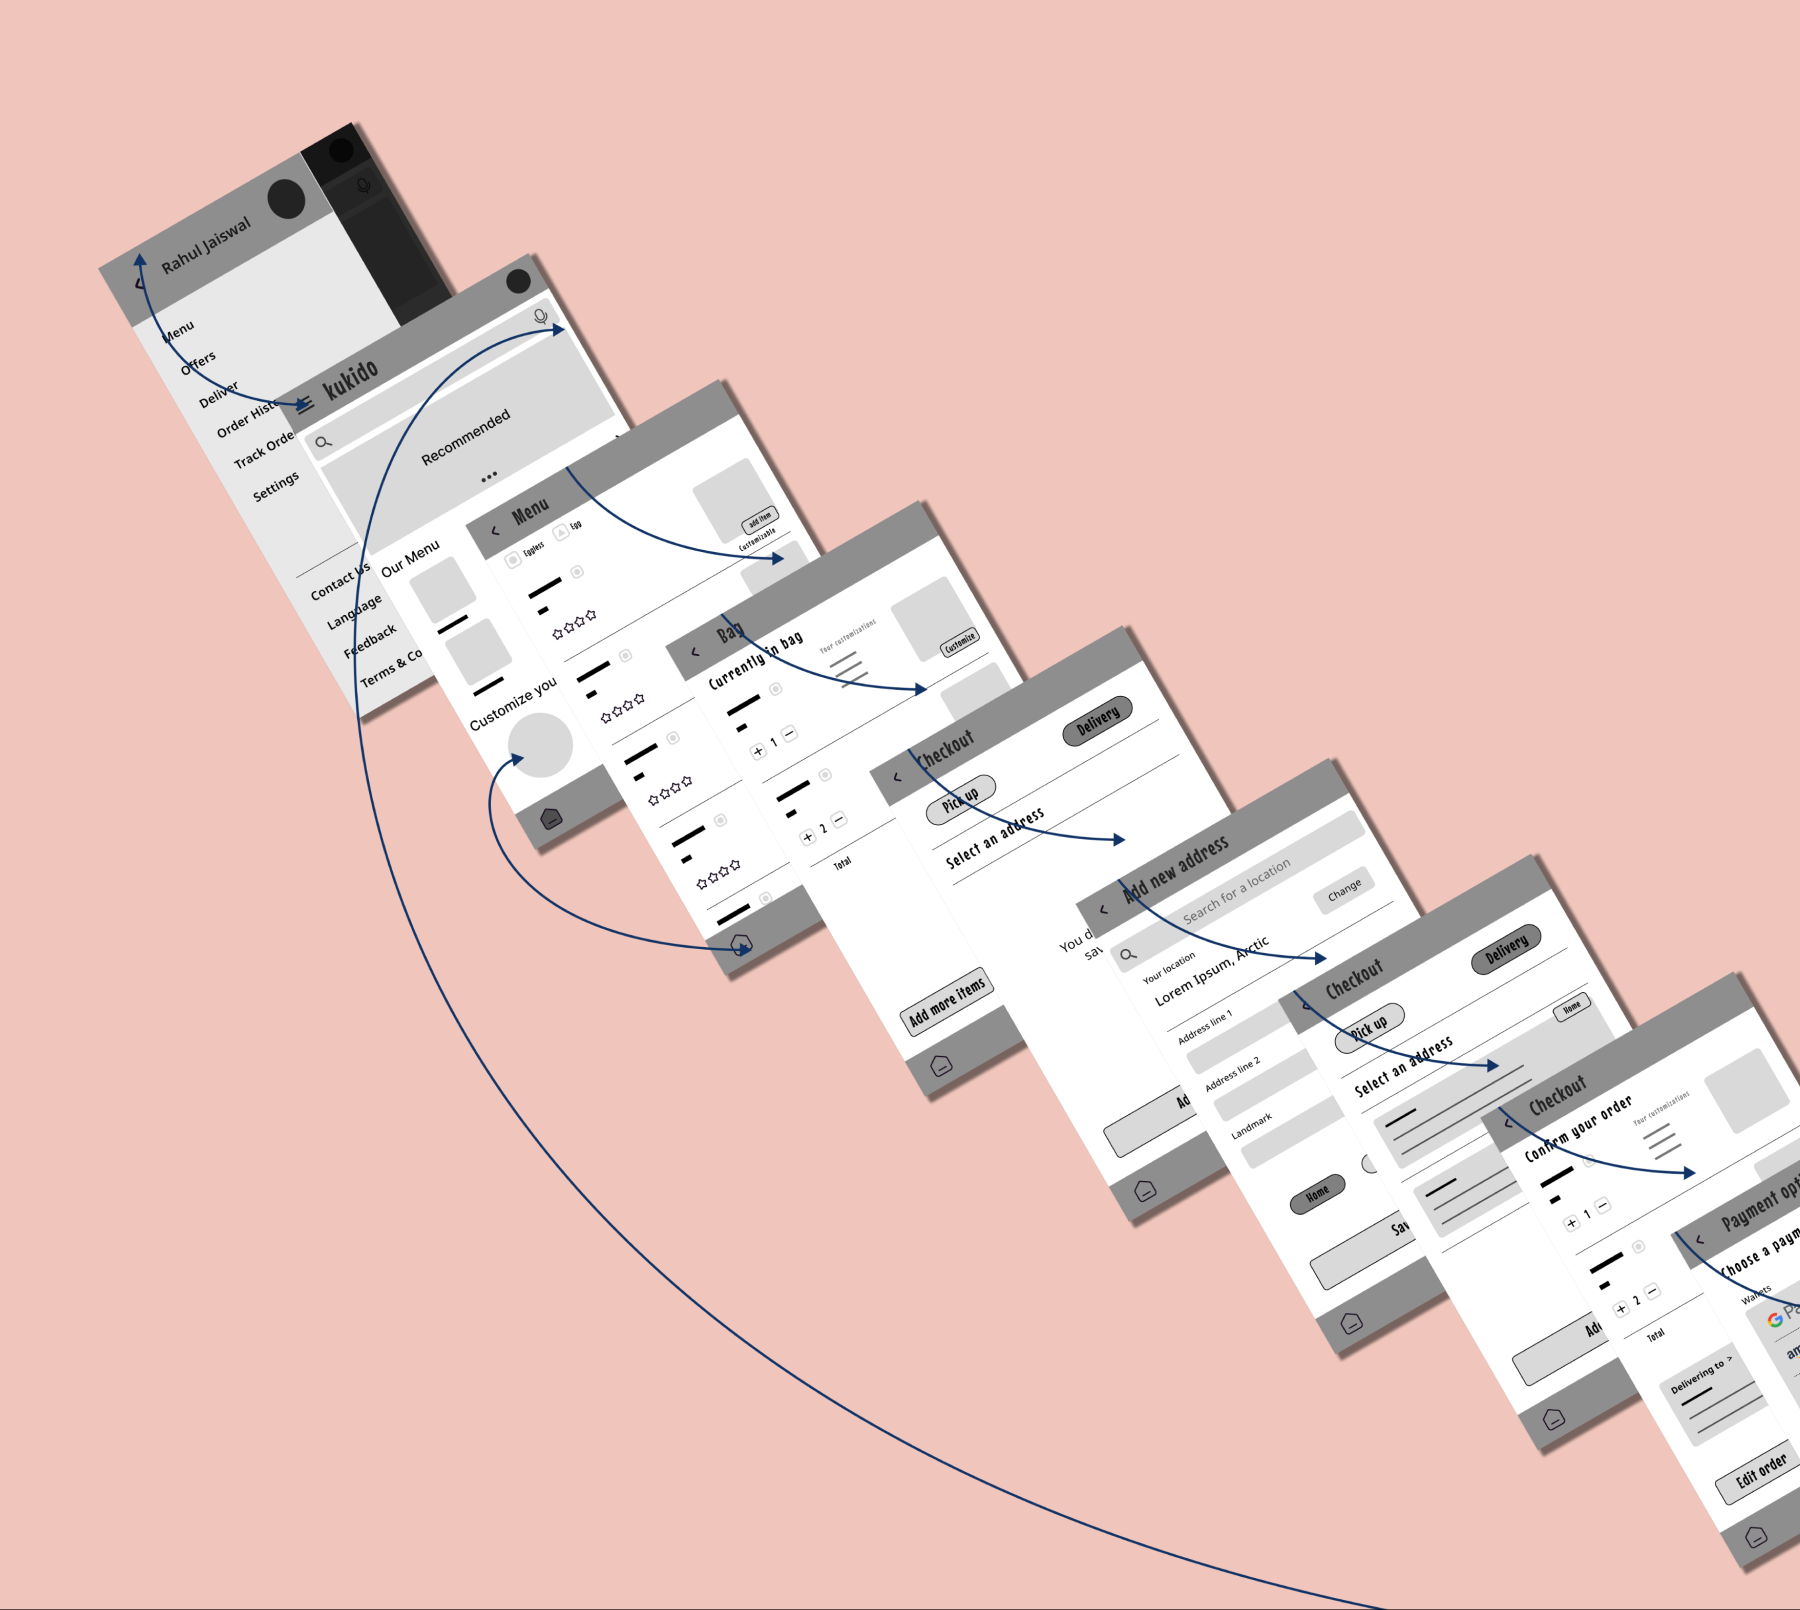 Rahul Jaiswal
Menu
Offers
Deliver
Order Histo
Track Orde
Settings
Contact Us
Language
Feedback
Terms & Co
kukido
Recommended
Our Menu
Customize you
Menu
Eggless
Egg
add item
Customizable
Bag
Currently in bag
Your customizations
Customize
1
2
Total
Add more items
Checkout
Pick up
Delivery
Select an address
You d
sav
Ad
Add new address
Search for a location
Your location
Change
Lorem Ipsum, Arctic
Address line 1
Address line 2
Landmark
Home
Sav
Checkout
Pick up
Delivery
Select an address
Home
Add
Checkout
Confirm your order
Your customizations
1
2
Total
Delivering to >
Edit order
Payment opti
Choose a paym
Wallets
G Pa
am